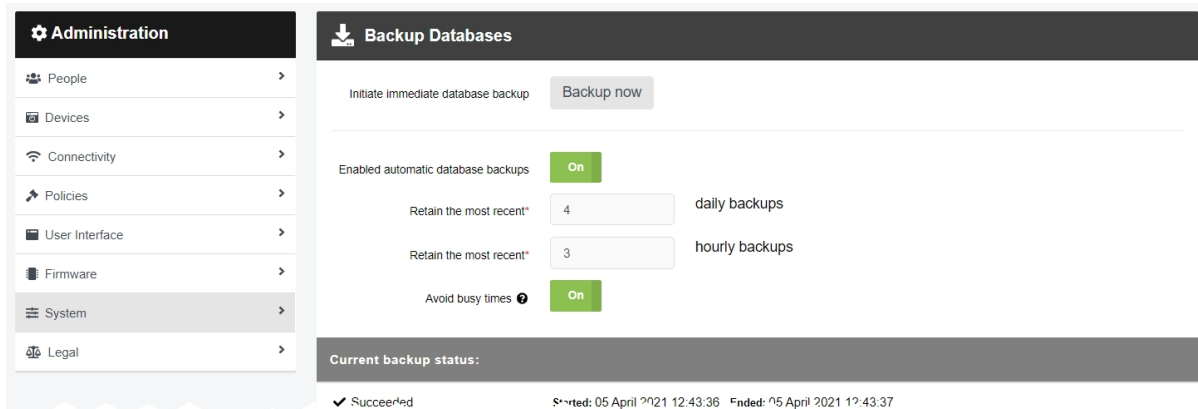 Administration
People
Devices
Connectivity
Policies
User Interface
Firmware
System
Legal
Backup Databases
Initiate immediate database backup Backup now
Enabled automatic database backups On
Retain the most recent* 4 daily backups
Retain the most recent* 3 hourly backups
Avoid busy times ? On
Current backup status:
Succeeded Started: 05 April 2021 12:43:36 Ended: 05 April 2021 12:43:37